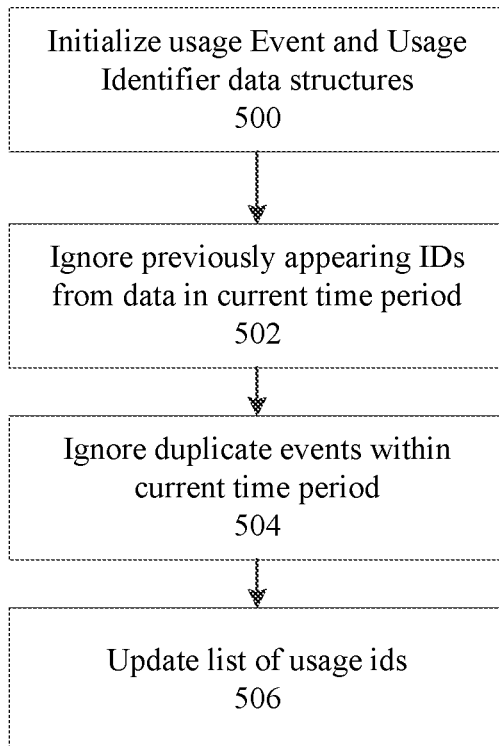 Initialize usage Event and Usage
Identifier data structures
500
Ignore previously appearing IDs
from data in current time period
502
Ignore duplicate events within
current time period
504
Update list of usage ids
506